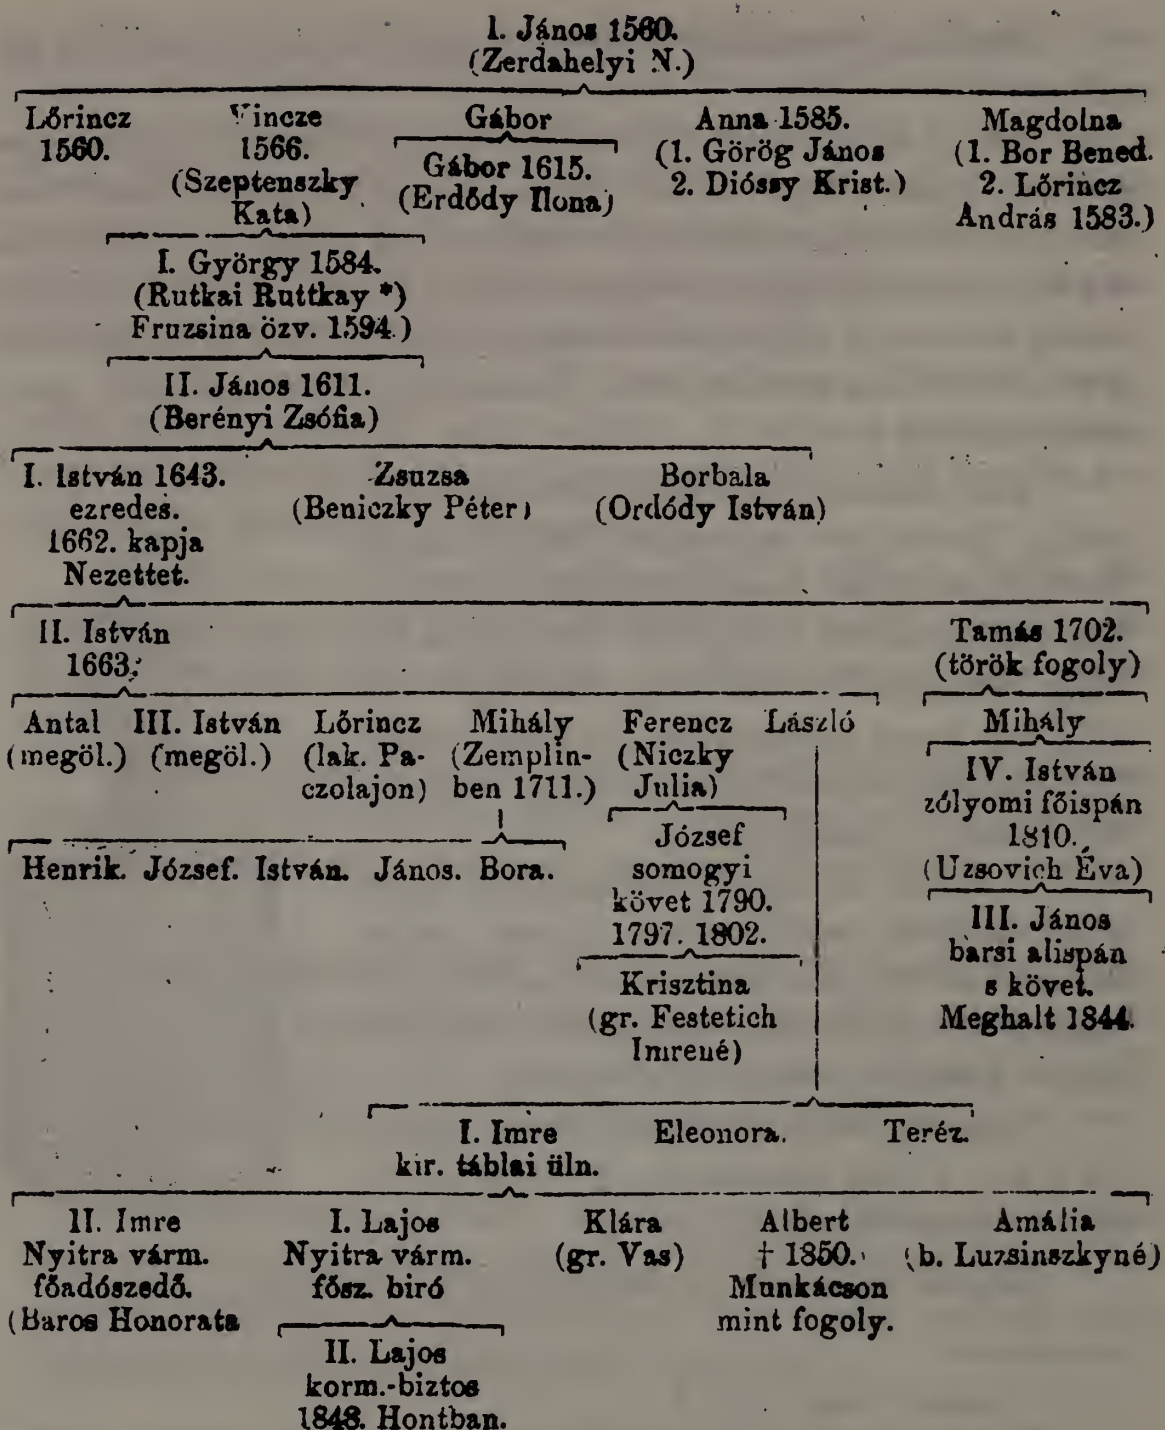 I. János 1560.
(Zerdahelyi N.)
Lőrincz Vincze Gábor Anna 1585. Magdolna
1560. 1566. Gábor 1615. (1. Görög János (1. Bor Bened.
(Szeptenszky (Erdődy Ilona) 2. Dióssy Krist.) 2. Lőrincz
Kata) András 1583.)
I. György 1584.
(Rutkai Ruttkay *)
Fruzsina özv. 1594.)
II. János 1611.
(Berényi Zsófia)
I. István 1643. Zsuzsa Borbala
ezredes. (Beniczky Péter) (Ordódy István)
1662. kapja
Nezettet.
II. István Tamás 1702.
1663. (török fogoly)
Antal III. István Lőrincz Mihály Ferencz László Mihály
(megöl.) (megöl.) (lak. Pa- (Zemplin- (Niczky IV. István
czolajon) ben 1711.) Julia) zólyomi főispán
József 1810.
Henrik. József. István. János. Bora. somogyi (Uzsovich Éva)
követ 1790. III. János
1797. 1802. barsi alispán
Krisztina s követ.
(gr. Festetich Meghalt 1844.
Imrené)
I. Imre Eleonora. Teréz.
kir. táblai üln.
II. Imre I. Lajos Klára Albert Amália
Nyitra várm. Nyitra várm. (gr. Vas) † 1850. (b. Luzsinszkyné)
főadószedő. fősz. biró Munkácson
(Baros Honorata mint fogoly.
II. Lajos
korm.-biztos
1848. Hontban.